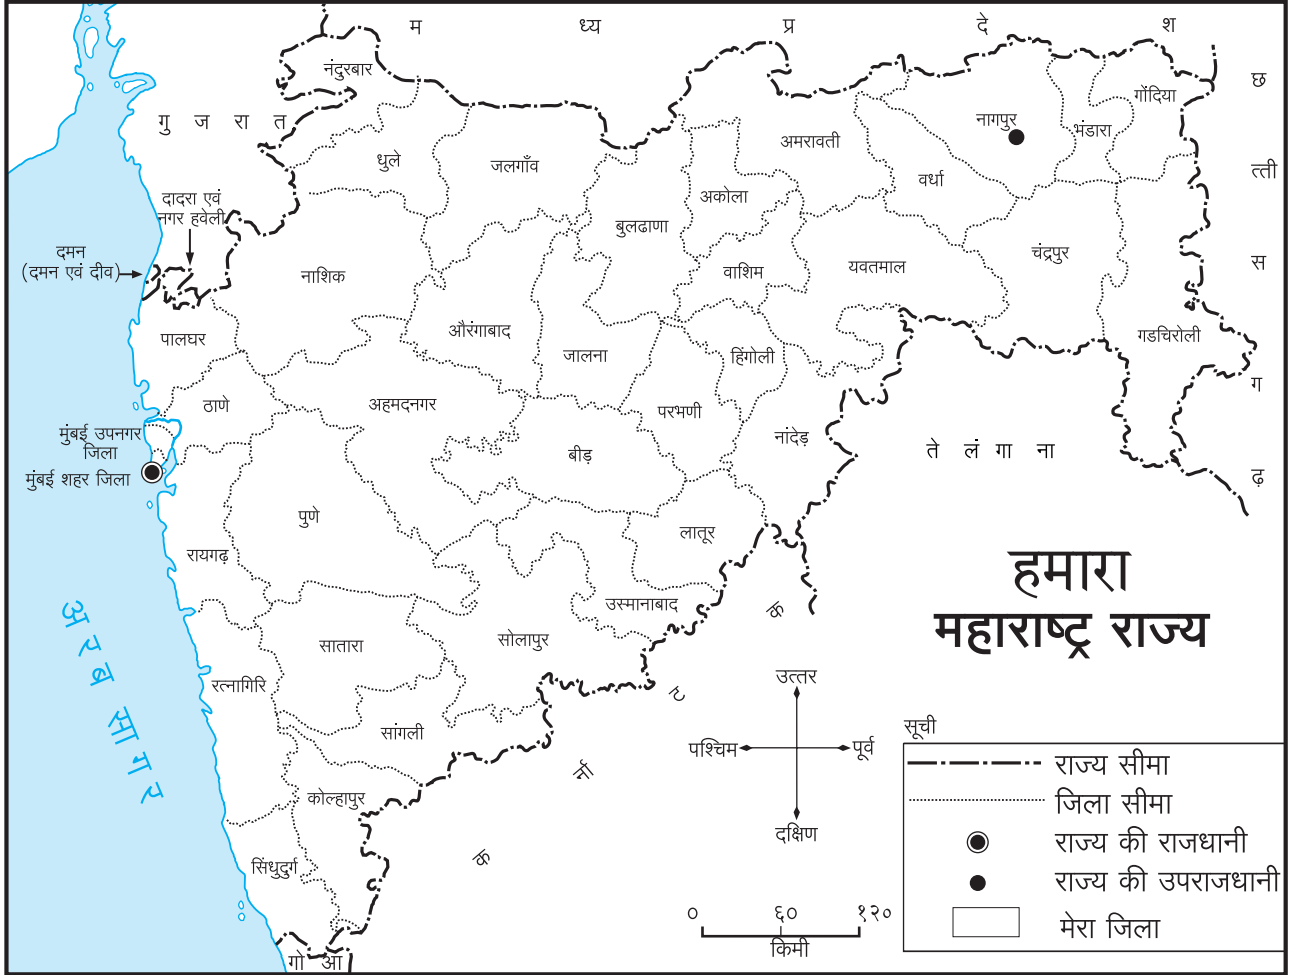 म ध्य प्र दे श
छ
त्ती
स
ग
ढ़
गु ज रा त
नंदुरबार
गोंदिया
नागपुर
भंडारा
धुले
जलगाँव
अमरावती
वर्धा
अकोला
दादरा एवं
नगर हवेली
बुलढाणा
दमन
(दमन एवं दीव)
नाशिक
वाशिम
यवतमाल
चंद्रपुर
पालघर
औरंगाबाद
जालना
हिंगोली
गडचिरोली
ठाणे
अहमदनगर
परभणी
मुंबई उपनगर
जिला
मुंबई शहर जिला
बीड़
नांदेड़
ते लं गा ना
पुणे
रायगढ़
लातूर
उस्मानाबाद
सातारा
सोलापुर
रत्नागिरि
सांगली
कोल्हापुर
सिंधुदुर्ग
अ र ब सा ग र
क र्ना ट क
गो आ
हमारा
महाराष्ट्र राज्य
उत्तर
पश्चिम
पूर्व
दक्षिण
० ६० १२०
किमी
सूची
राज्य सीमा
जिला सीमा
राज्य की राजधानी
राज्य की उपराजधानी
मेरा जिला